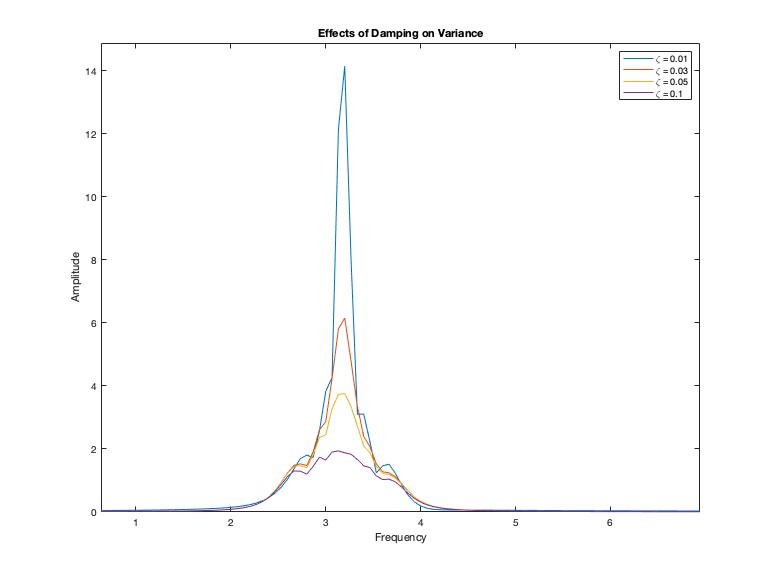 Effects of Damping on Variance
ζ = 0.01
ζ = 0.03
ζ = 0.05
ζ = 0.1
14
12
10
8
6
4
2
0
Amplitude
1 2 3 4 5 6
Frequency